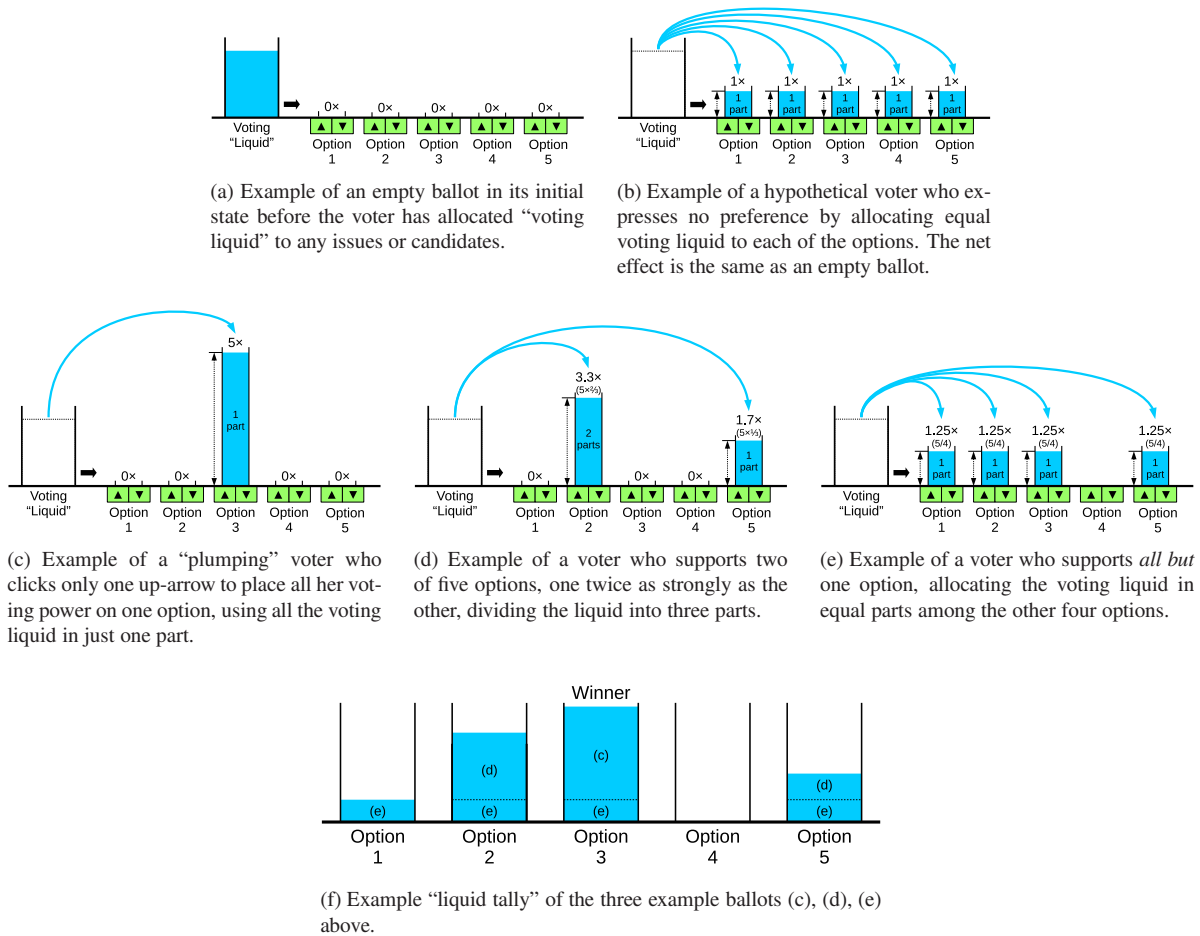 0× 0× 0× 0× 0×
Voting
“Liquid”
▲ ▼ ▲ ▼ ▲ ▼ ▲ ▼ ▲ ▼
Option Option Option Option Option
1 2 3 4 5
(a) Example of an empty ballot in its initial
state before the voter has allocated “voting
liquid” to any issues or candidates.
1× 1× 1× 1× 1×
1 1 1 1 1
part part part part part
Voting
“Liquid”
▲ ▼ ▲ ▼ ▲ ▼ ▲ ▼ ▲ ▼
Option Option Option Option Option
1 2 3 4 5
(b) Example of a hypothetical voter who ex-
presses no preference by allocating equal
voting liquid to each of the options. The net
effect is the same as an empty ballot.
5×
1
part
0× 0× 0× 0×
Voting
“Liquid”
▲ ▼ ▲ ▼ ▲ ▼ ▲ ▼ ▲ ▼
Option Option Option Option Option
1 2 3 4 5
(c) Example of a “plumping” voter who
clicks only one up-arrow to place all her vot-
ing power on one option, using all the voting
liquid in just one part.
3.3×
(5×⅔)
1.7×
(5×⅓)
2
parts
1
part
0× 0× 0×
Voting
“Liquid”
▲ ▼ ▲ ▼ ▲ ▼ ▲ ▼ ▲ ▼
Option Option Option Option Option
1 2 3 4 5
(d) Example of a voter who supports two
of five options, one twice as strongly as the
other, dividing the liquid into three parts.
1.25× 1.25× 1.25× 1.25×
(5/4) (5/4) (5/4) (5/4)
1 1 1 1
part part part part
Voting
“Liquid”
▲ ▼ ▲ ▼ ▲ ▼ ▲ ▼ ▲ ▼
Option Option Option Option Option
1 2 3 4 5
(e) Example of a voter who supports all but
one option, allocating the voting liquid in
equal parts among the other four options.
Winner
(d) (c) (d)
(e) (e) (e) (e)
Option Option Option Option Option
1 2 3 4 5
(f) Example “liquid tally” of the three example ballots (c), (d), (e)
above.